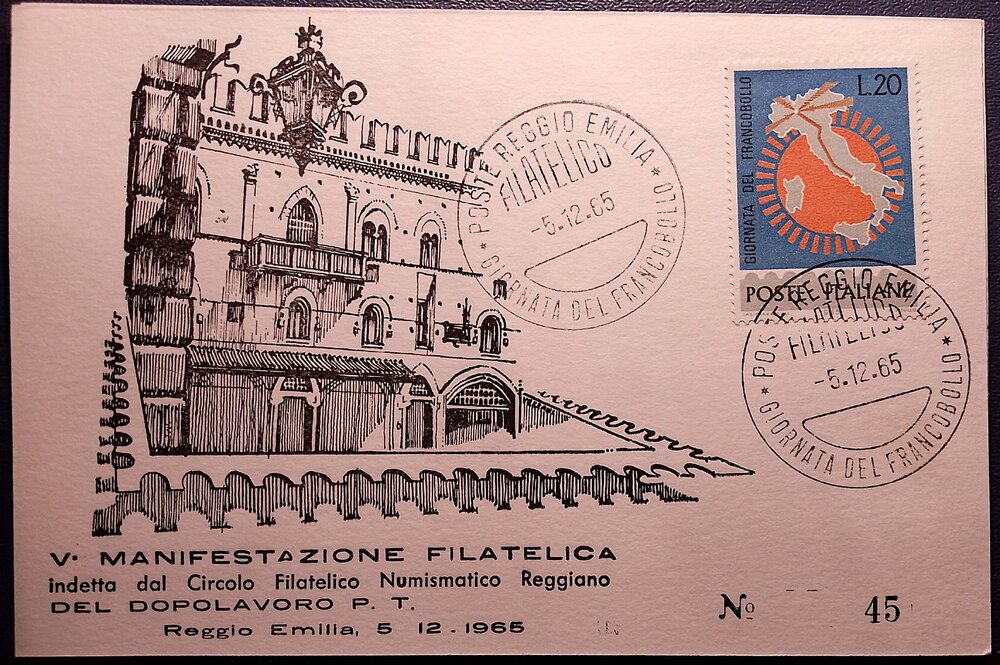 POSTE REGGIO EMILIA
FILATELICO
-5.12.65
* GIORNATA DEL FRANCOBOLLO *
L.20
GIORNATA DEL FRANCOBOLLO
POSTE ITALIANE
POSTE REGGIO EMILIA
FILATELICO
-5.12.65
* GIORNATA DEL FRANCOBOLLO *
V• MANIFESTAZIONE FILATELICA
indetta dal Circolo Filatelico Numismatico Reggiano
DEL DOPOLAVORO P. T.
Reggio Emilia, 5 12 - 1965
No 45